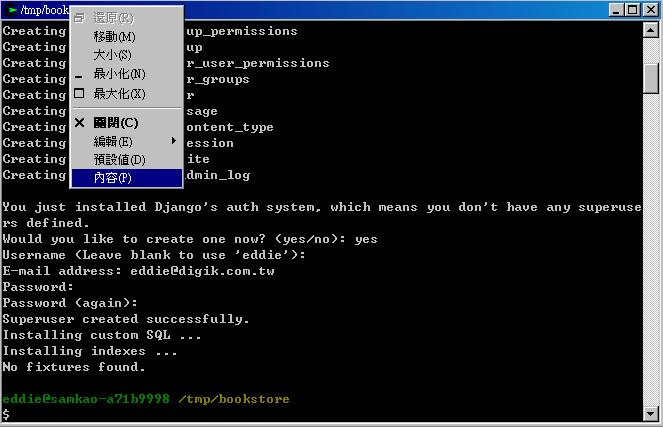 /tmp/book
還原(R)
移動(M)
大小(S)
最小化(N)
最大化(X)
關閉(C)
編輯(E)
預設值(D)
內容(P)
Creating up_permissions
Creating up
Creating r_user_permissions
Creating r_groups
Creating r
Creating sage
Creating ontent_type
Creating ession
Creating ite
Creating dmin_log
You just installed Django's auth system, which means you don't have any superuse
rs defined.
Would you like to create one now? (yes/no): yes
Username (Leave blank to use 'eddie'):
E-mail address: eddie@digik.com.tw
Password:
Password (again):
Superuser created successfully.
Installing custom SQL ...
Installing indexes ...
No fixtures found.
eddie@samkao-a71b9998 /tmp/bookstore
$